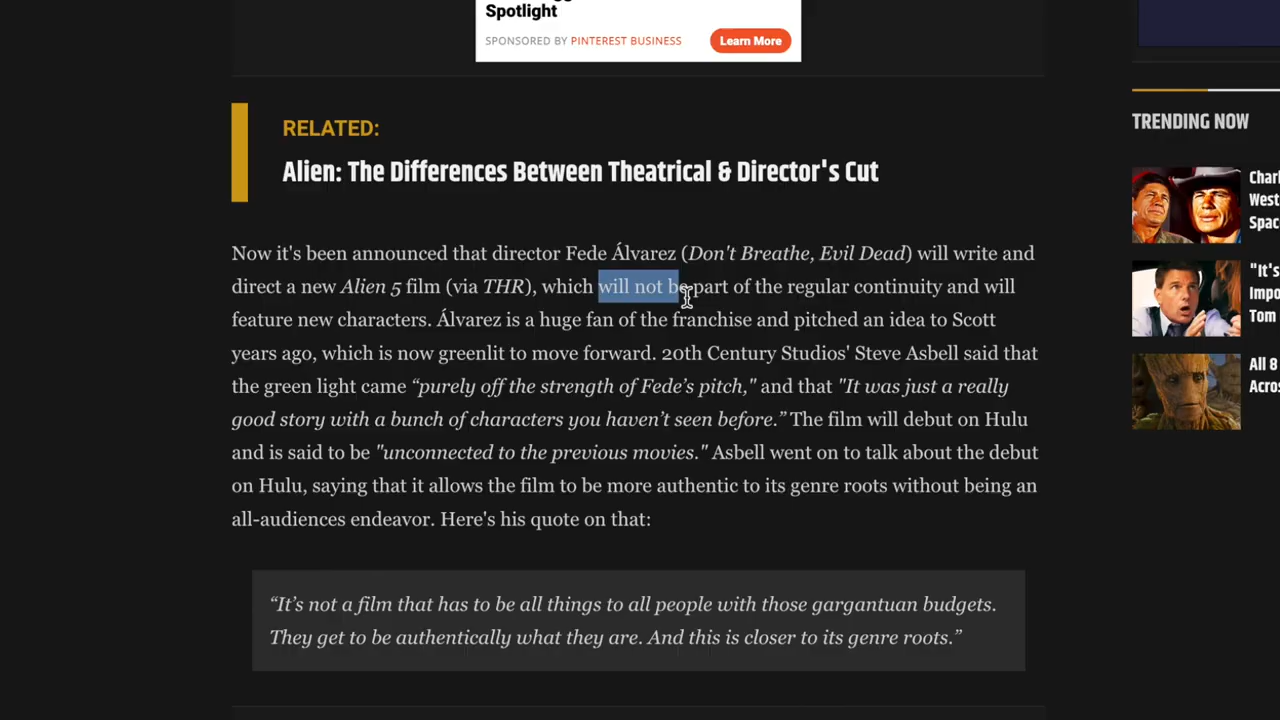 Spotlight
SPONSORED BY PINTEREST BUSINESS
Learn More
RELATED:
Alien: The Differences Between Theatrical & Director's Cut
Now it's been announced that director Fede Álvarez (Don't Breathe, Evil Dead) will write and
direct a new Alien 5 film (via THR), which will not be part of the regular continuity and will
feature new characters. Álvarez is a huge fan of the franchise and pitched an idea to Scott
years ago, which is now greenlit to move forward. 20th Century Studios' Steve Asbell said that
the green light came “purely off the strength of Fede’s pitch," and that "It was just a really
good story with a bunch of characters you haven’t seen before.” The film will debut on Hulu
and is said to be "unconnected to the previous movies." Asbell went on to talk about the debut
on Hulu, saying that it allows the film to be more authentic to its genre roots without being an
all-audiences endeavor. Here's his quote on that:
“It’s not a film that has to be all things to all people with those gargantuan budgets.
They get to be authentically what they are. And this is closer to its genre roots.”
TRENDING NOW
West
Spac
"It's
Impo
Tom
All 8
Acros